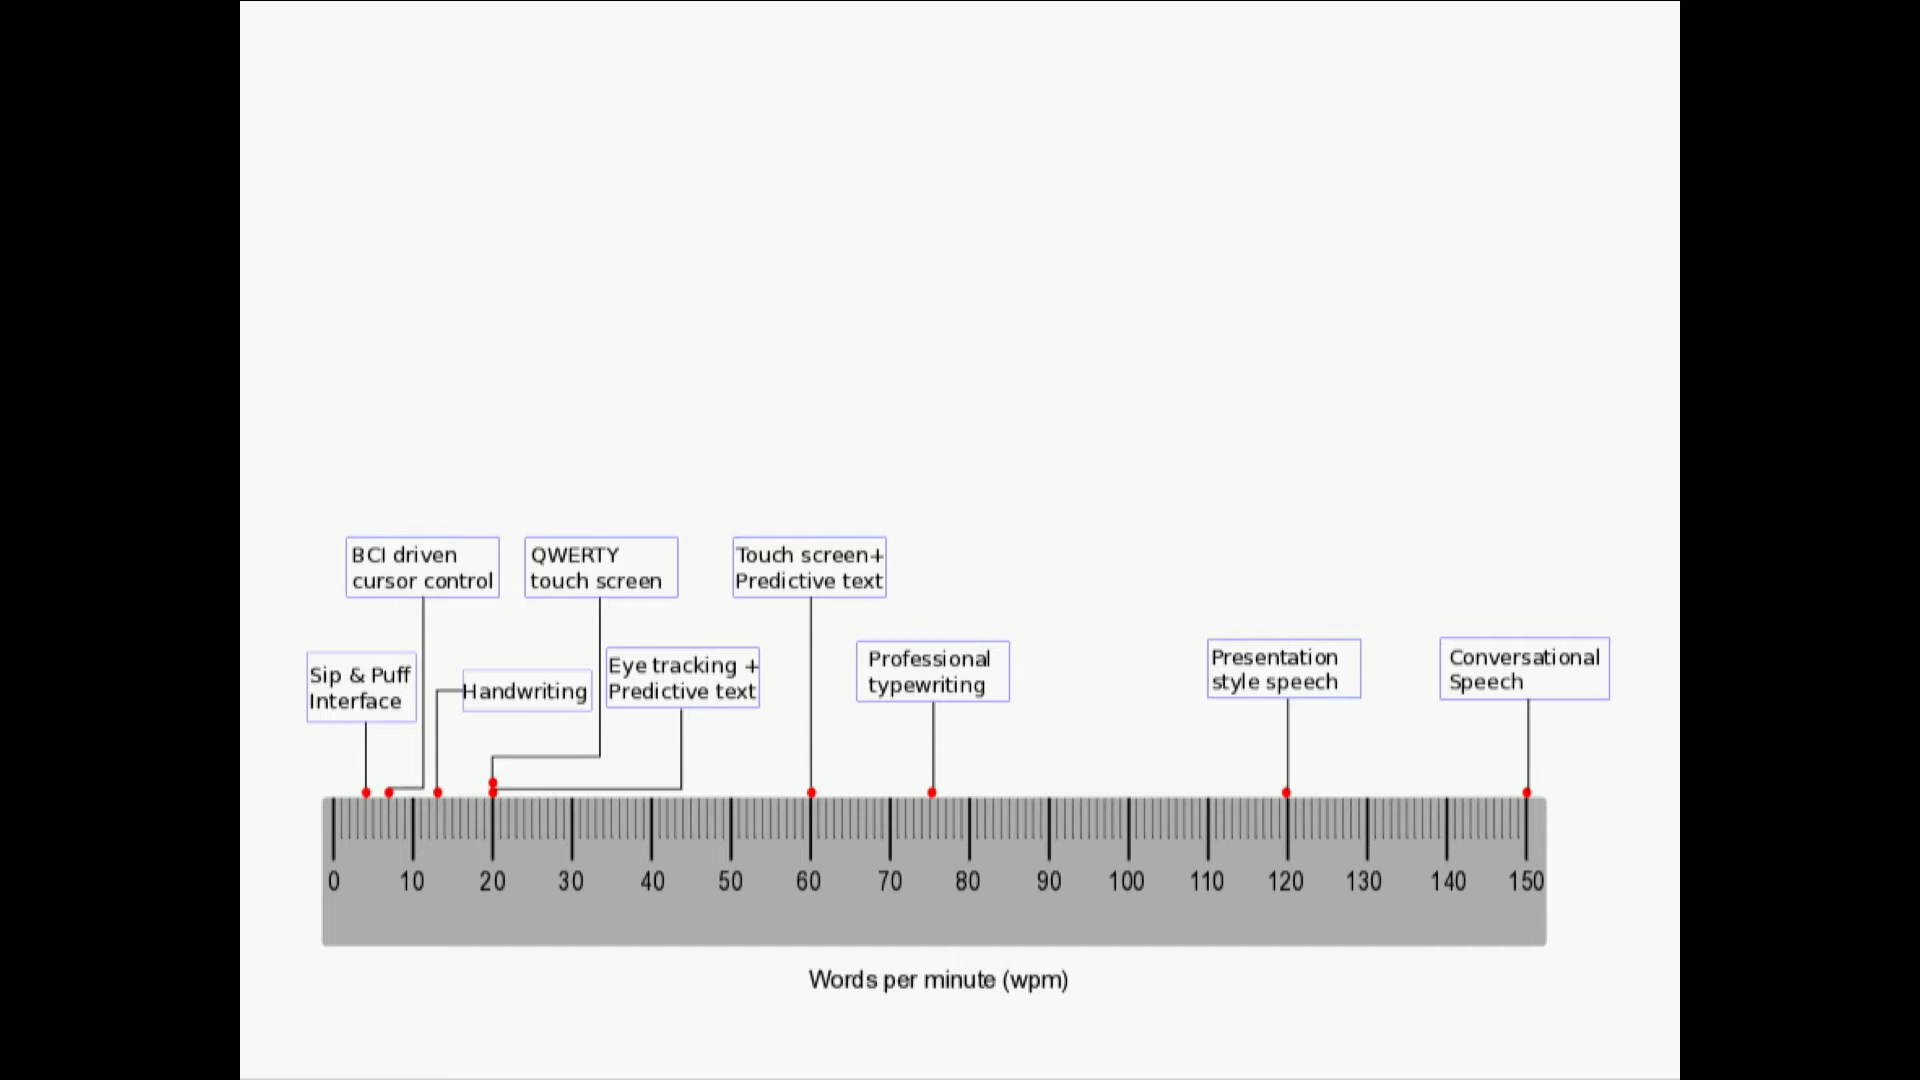 BCI driven
cursor control
QWERTY
touch screen
Touch screen+
Predictive text
Sip & Puff
Interface
Handwriting
Eye tracking +
Predictive text
Professional
typewriting
Presentation
style speech
Conversational
Speech
0 10 20 30 40 50 60 70 80 90 100 110 120 130 140 150
Words per minute (wpm)